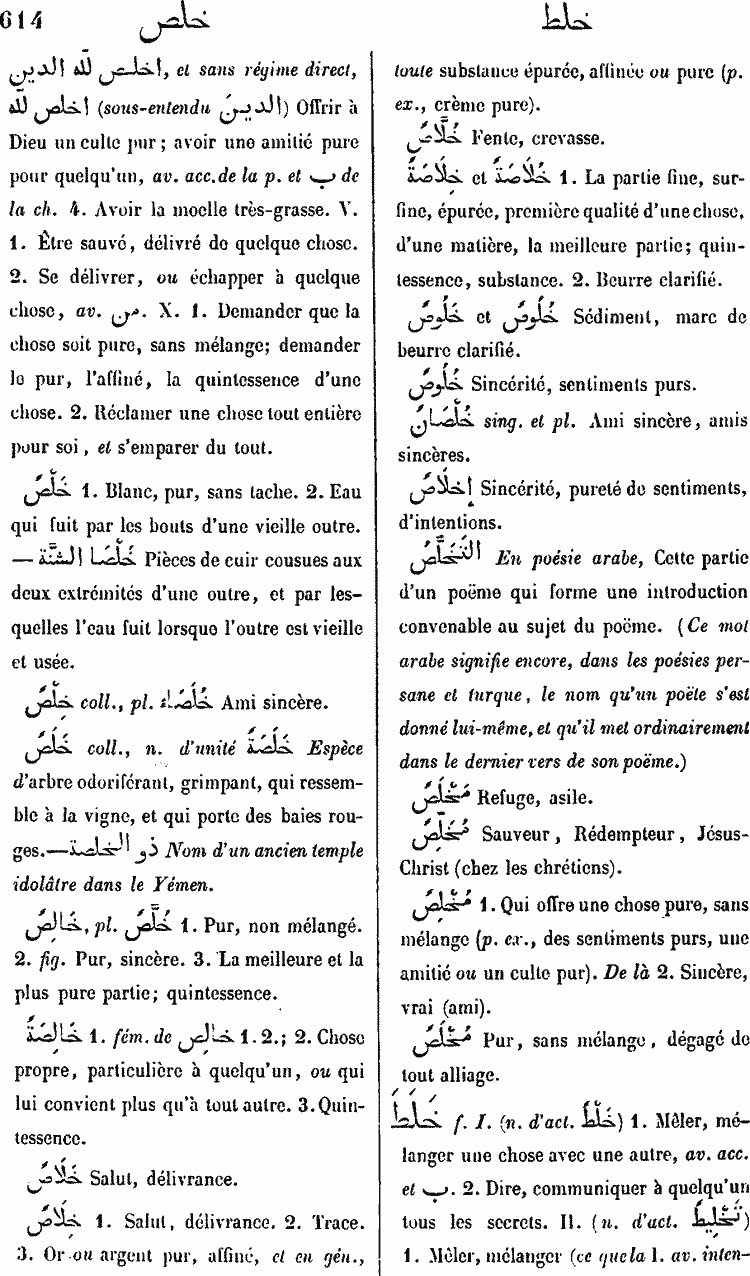 614
خلص
خلط
اخلص لله الدين, et sans régime direct,
اخلص لله (sous-entendu الدينَ) Offrir à
Dieu un culte pur; avoir une amitié pure
pour quelqu'un, av. acc. de la p. et ب de
la ch. 4. Avoir la moelle très-grasse. V.
1. Être sauvé, délivré de quelque chose.
2. Se délivrer, ou échapper à quelque
chose, av. من. X. 1. Demander que la
chose soit pure, sans mélange; demander
le pur, l'affiné, la quintessence d'une
chose. 2. Réclamer une chose tout entière
pour soi, et s'emparer du tout.
خَلْصٌ 1. Blanc, pur, sans tache. 2. Eau
qui fuit par les bouts d'une vieille outre.
— خَلْصَا الشَّنَّة Pièces de cuir cousues aux
deux extrémités d'une outre, et par les-
quelles l'eau fuit lorsque l'outre est vieille
et usée.
خِلْصٌ coll., pl. خُلَصَاءُ Ami sincère.
خَلَصٌ coll., n. d'unité خَلَصَةٌ Espèce
d'arbre odoriférant, grimpant, qui ressem-
ble à la vigne, et qui porte des baies rou-
ges.—ذو الخلصة Nom d'un ancien temple
idolâtre dans le Yémen.
خَالِصٌ, pl. خُلَّصٌ 1. Pur, non mélangé.
2. fig. Pur, sincère. 3. La meilleure et la
plus pure partie; quintessence.
خَالِصَةٌ 1. fém. de خالص 1. 2.; 2. Chose
propre, particulière à quelqu'un, ou qui
lui convient plus qu'à tout autre. 3. Quin-
tessence.
خَلَاصٌ Salut, délivrance.
خِلَاصٌ 1. Salut, délivrance. 2. Trace.
3. Or ou argent pur, affiné, et en gén.,
toute substance épurée, affinée ou pure (p.
ex., crème pure).
خُلَّاصٌ Fente, crevasse.
خُلَاصَةٌ et خِلَاصَةٌ 1. La partie fine, sur-
fine, épurée, première qualité d'une chose,
d'une matière, la meilleure partie; quin-
tessence, substance. 2. Beurre clarifié.
خُلُوصٌ et خَلُوصٌ Sédiment, marc de
beurre clarifié.
خُلُوصٌ Sincérité, sentiments purs.
خُلْصَانٌ sing. et pl. Ami sincère, amis
sincères.
إخْلَاصٌ Sincérité, pureté de sentiments,
d'intentions.
التَّخَلُّصُ En poésie arabe, Cette partie
d'un poëme qui forme une introduction
convenable au sujet du poëme. (Ce mot
arabe signifie encore, dans les poésies per-
sane et turque, le nom qu'un poëte s'est
donné lui-même, et qu'il met ordinairement
dans le dernier vers de son poëme.)
مَخْلَصٌ Refuge, asile.
مُخَلِّصٌ Sauveur, Rédempteur, Jésus-
Christ (chez les chrétiens).
مُخْلِصٌ 1. Qui offre une chose pure, sans
mélange (p. ex., des sentiments purs, une
amitié ou un culte pur). De là 2. Sincère,
vrai (ami).
مُخْلَصٌ Pur, sans mélange, dégagé de
tout alliage.
خَلَطَ f. I. (n. d'act. خَلْطٌ) 1. Mêler, mé-
langer une chose avec une autre, av. acc.
et ب. 2. Dire, communiquer à quelqu'un
tous les secrets. II. (n. d'act. تَخْلِيطٌ)
1. Mêler, mélanger (ce que la 1. av. inten-